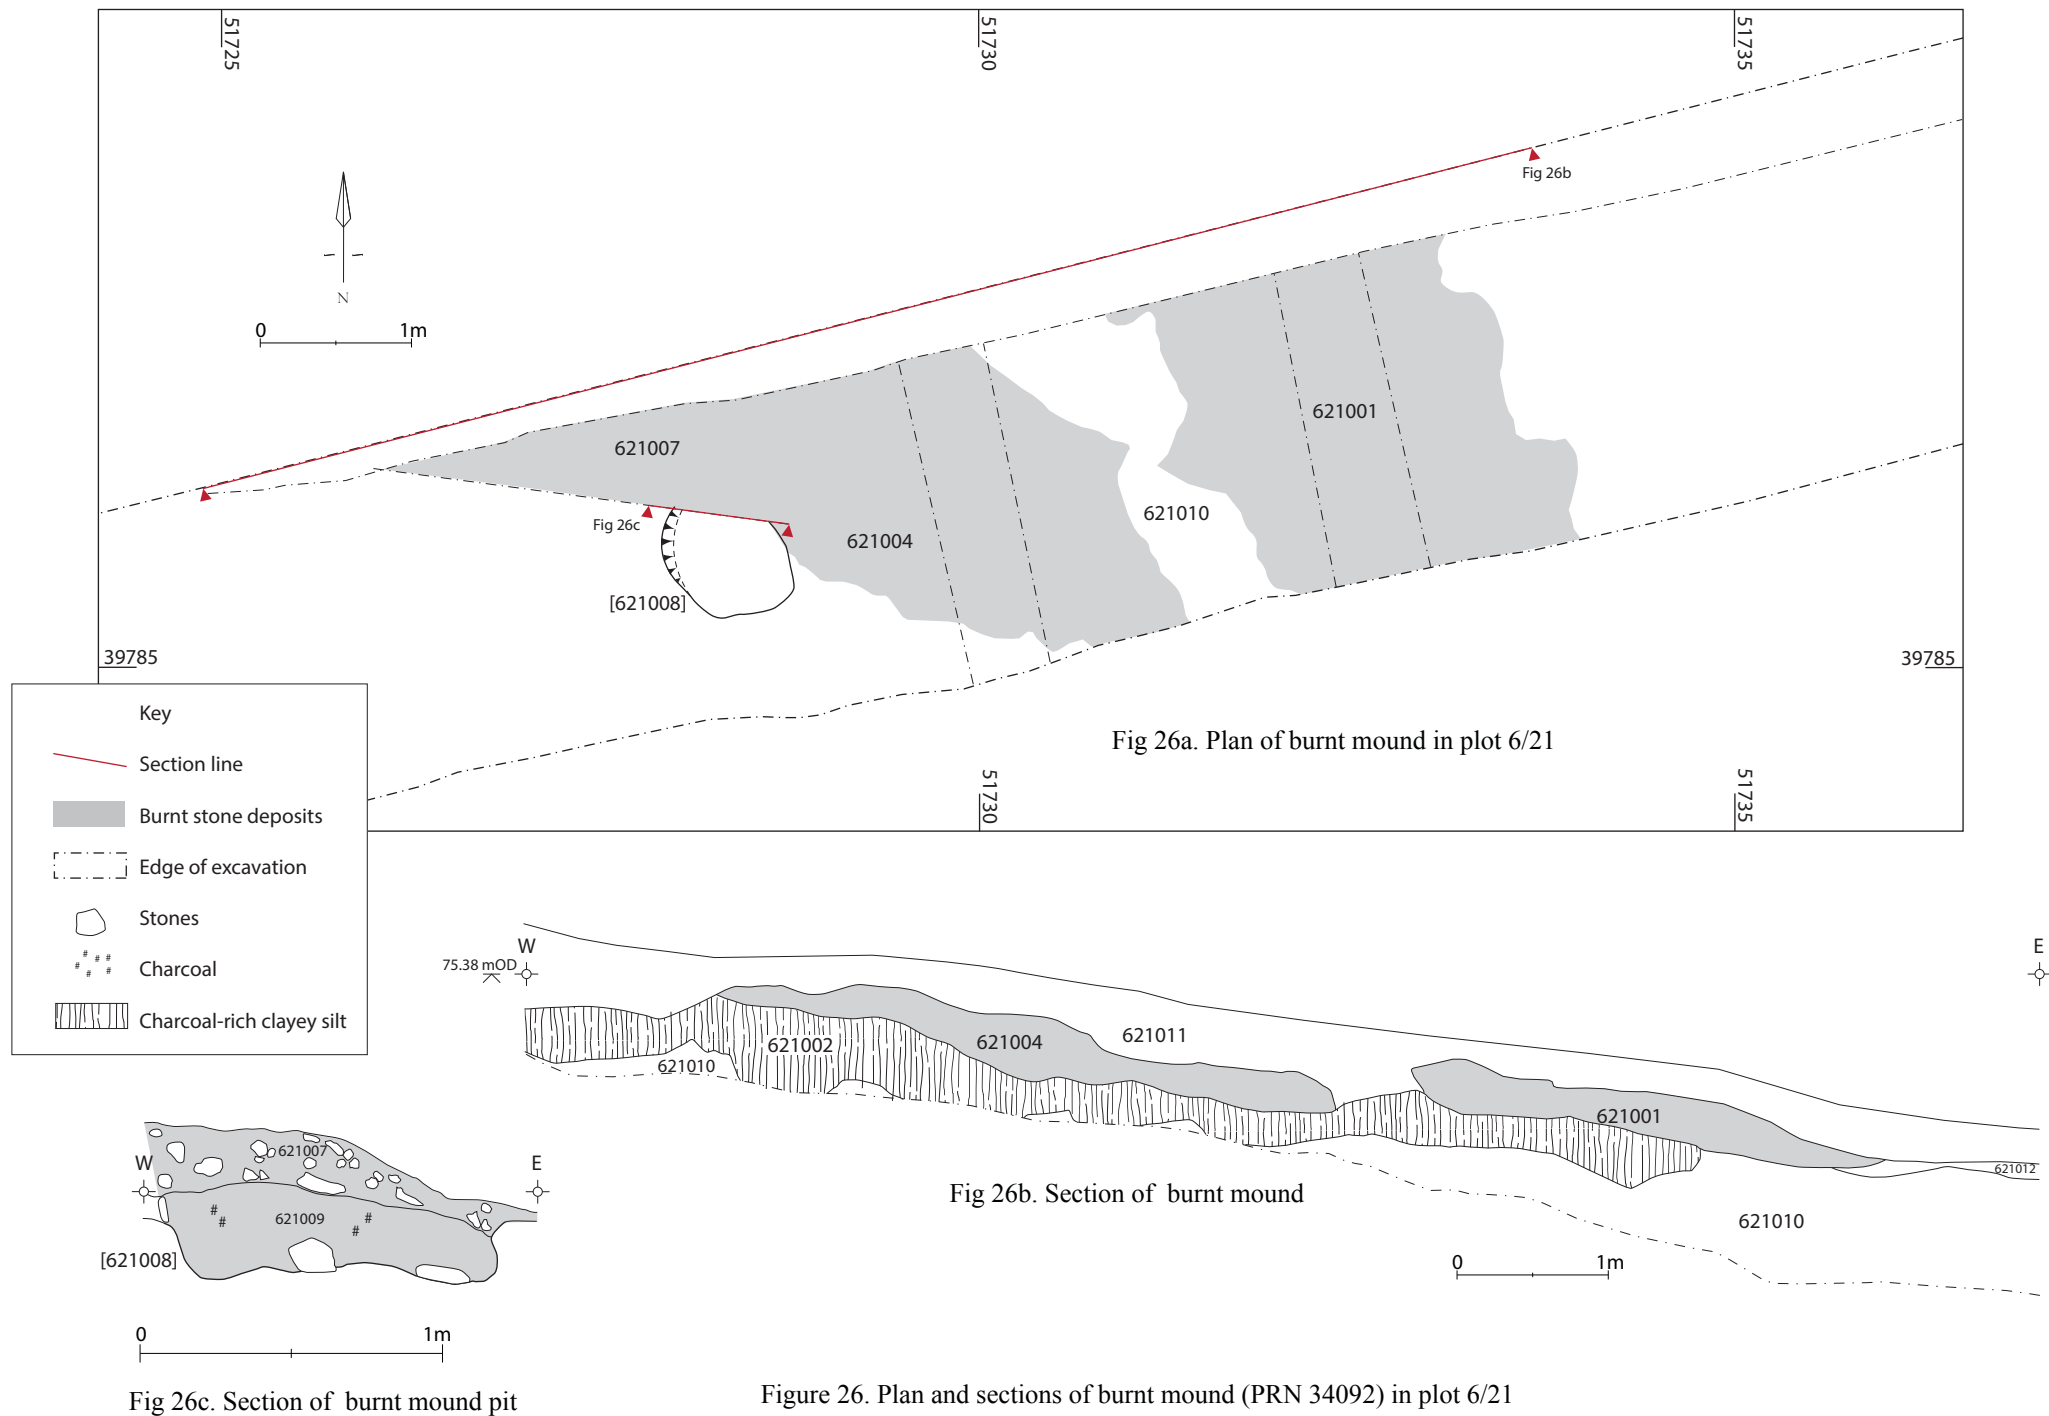 51725
51730
51735
Fig 26b
N
0 1m
621007
621001
Fig 26c
621004
621010
[621008]
39785
39785
Fig 26a. Plan of burnt mound in plot 6/21
51730
51735
Key
Section line
Burnt stone deposits
Edge of excavation
Stones
Charcoal
Charcoal-rich clayey silt
W
E
75.38 mOD
621011
621004
621002
621010
621001
621012
621010
Fig 26b. Section of burnt mound
0 1m
W
E
621007
621009
[621008]
0 1m
Fig 26c. Section of burnt mound pit
Figure 26. Plan and sections of burnt mound (PRN 34092) in plot 6/21